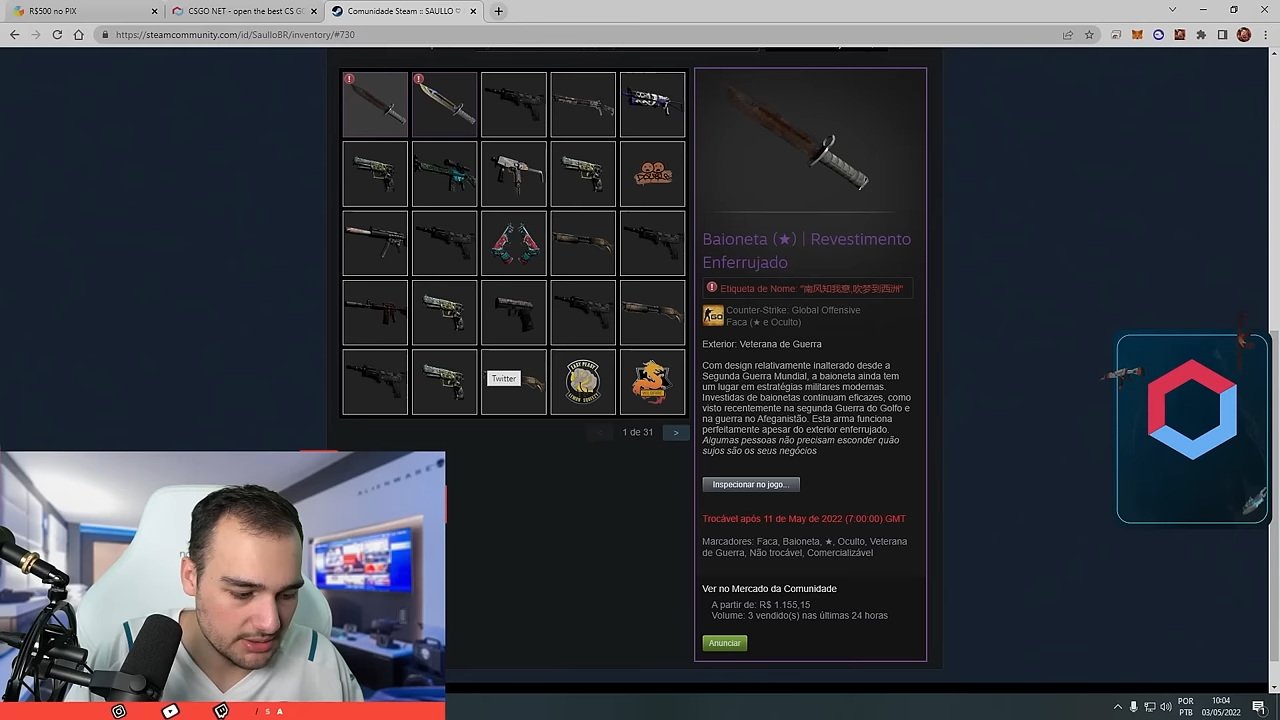 R$500 no PIX
CSGO NET - open the best CS GO
Comunidade Steam :: SAULLO ♡
https://steamcommunity.com/id/SaulloBR/inventory/#730
Baioneta (★) | Revestimento
Enferrujado
Etiqueta de Nome: "南风知我意,吹梦到西洲"
Counter-Strike: Global Offensive
Faca (★ e Oculto)
Exterior: Veterana de Guerra
Com design relativamente inalterado desde a
Segunda Guerra Mundial, a baioneta ainda tem
um lugar em estratégias militares modernas.
Investidas de baionetas continuam eficazes, como
visto recentemente na segunda Guerra do Golfo e
na guerra no Afeganistão. Esta arma funciona
perfeitamente apesar do exterior enferrujado.
Algumas pessoas não precisam esconder quão
sujos são os seus negócios
Inspecionar no jogo...
Trocável após 11 de May de 2022 (7:00:00) GMT
Marcadores: Faca, Baioneta, ★, Oculto, Veterana
de Guerra, Não trocável, Comercializável
Ver no Mercado da Comunidade
A partir de: R$ 1.155,15
Volume: 3 vendido(s) nas últimas 24 horas
Anunciar
Twitter
< 1 de 31 >
ALIENWARE
/ S A
POR
PTB
10:04
03/05/2022